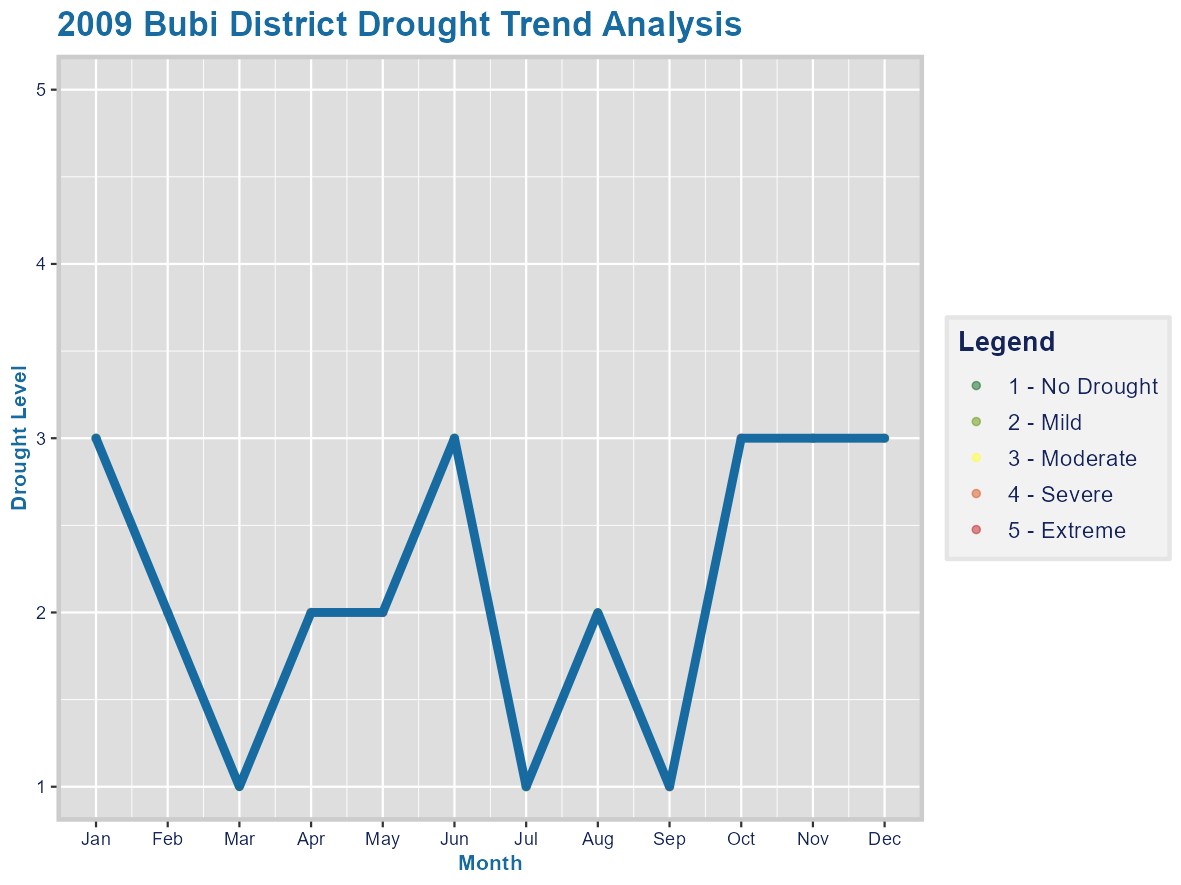 2009 Bubi District Drought Trend Analysis
Drought Level
5
4
3
2
1
Jan Feb Mar Apr May Jun Jul Aug Sep Oct Nov Dec
Month
Legend
1 - No Drought
2 - Mild
3 - Moderate
4 - Severe
5 - Extreme